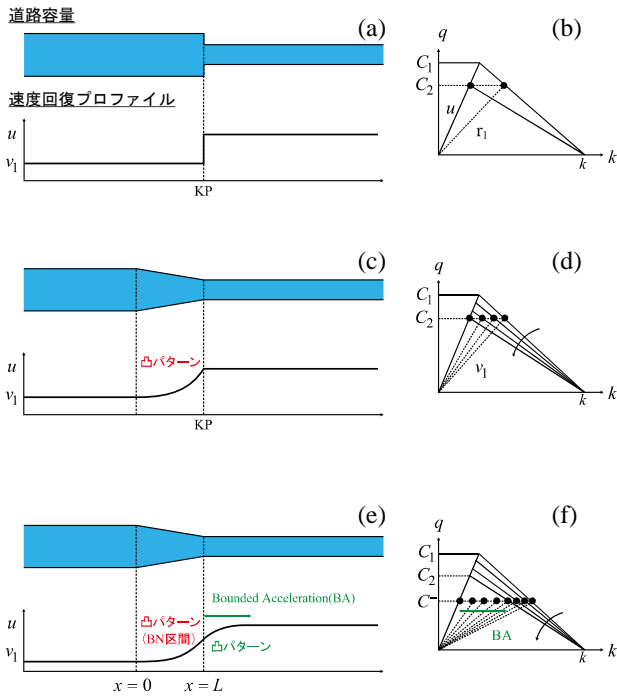 道路容量
(a)
(b)
q
C1
C2
u
r1
k
k
速度回復プロファイル
u
v1
KP
(c)
(d)
q
C1
C2
v1
k
k
凸パターン
u
v1
KP
(e)
(f)
q
C1
C2
C−
BA
k
k
Bounded Acceleration(BA)
凸パターン
(BN区間)
凸パターン
u
v1
x = 0
x = L